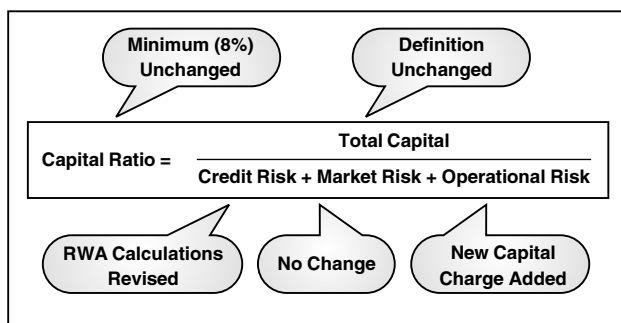 Minimum (8%)
Unchanged
Definition
Unchanged
Capital Ratio =
Total Capital
Credit Risk + Market Risk + Operational Risk
RWA Calculations
Revised
No Change
New Capital
Charge Added